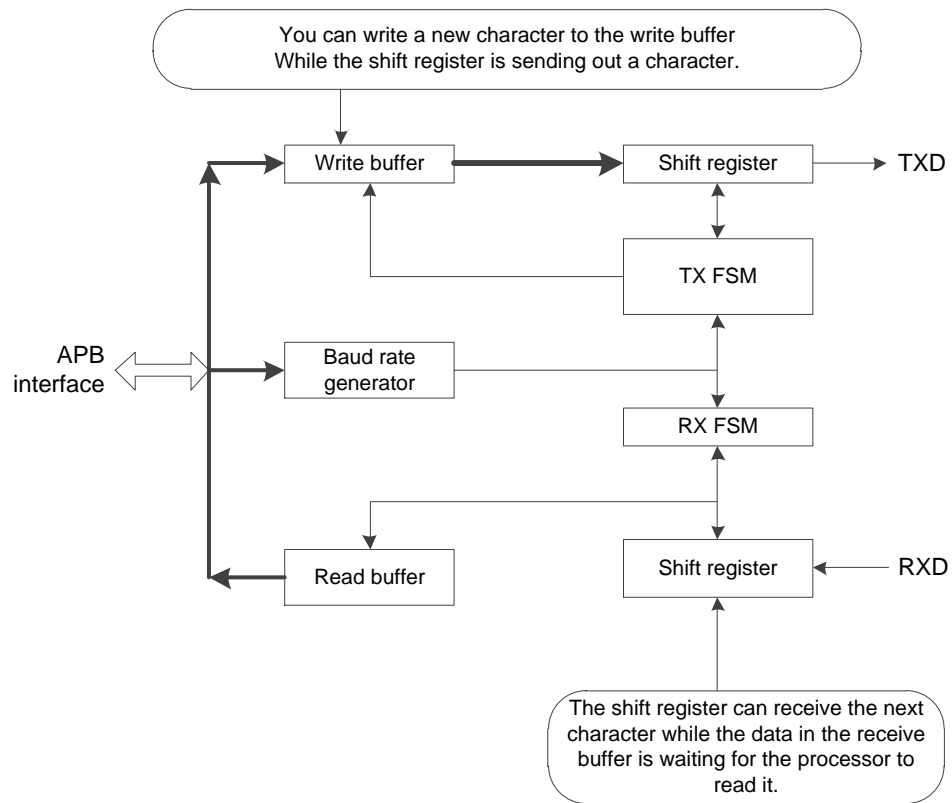 You can write a new character to the write buffer
While the shift register is sending out a character.
Write buffer
Shift register
TXD
TX FSM
APB
interface
Baud rate
generator
RX FSM
Read buffer
Shift register
RXD
The shift register can receive the next
character while the data in the receive
buffer is waiting for the processor to
read it.